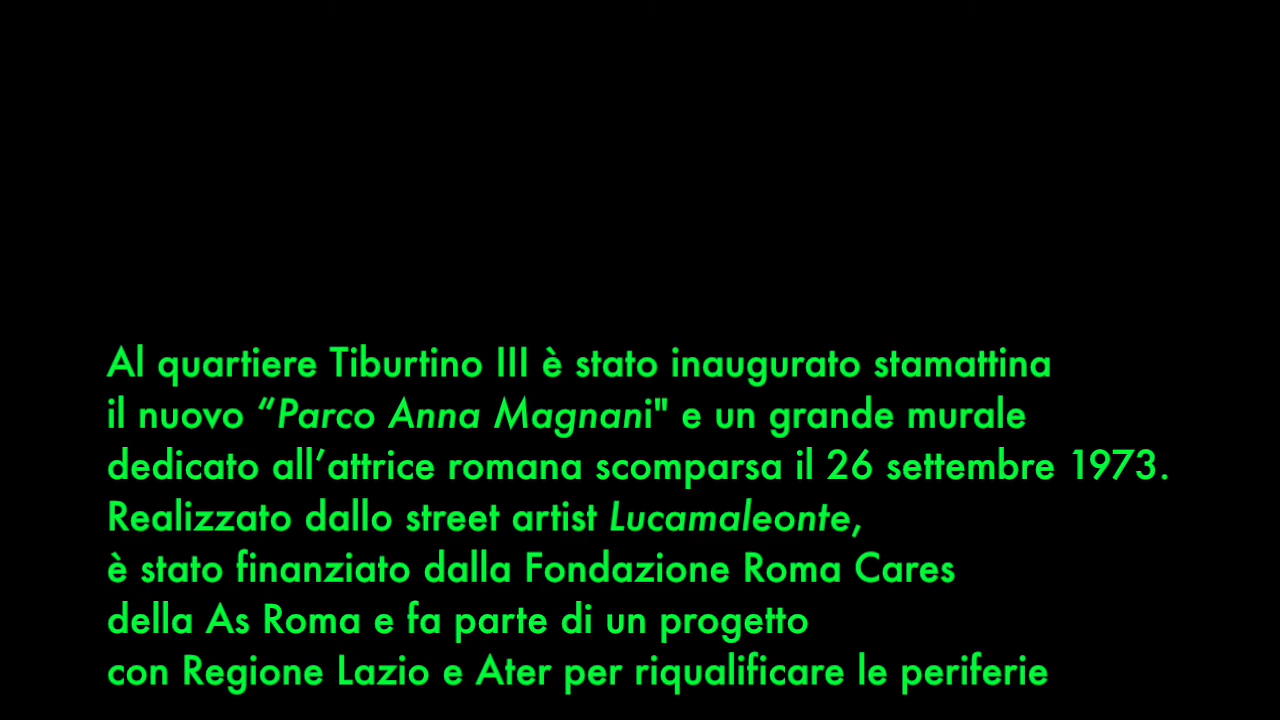 Al quartiere Tiburtino III è stato inaugurato stamattina
il nuovo “Parco Anna Magnani" e un grande murale
dedicato all’attrice romana scomparsa il 26 settembre 1973.
Realizzato dallo street artist Lucamaleonte,
è stato finanziato dalla Fondazione Roma Cares
della As Roma e fa parte di un progetto
con Regione Lazio e Ater per riqualificare le periferie